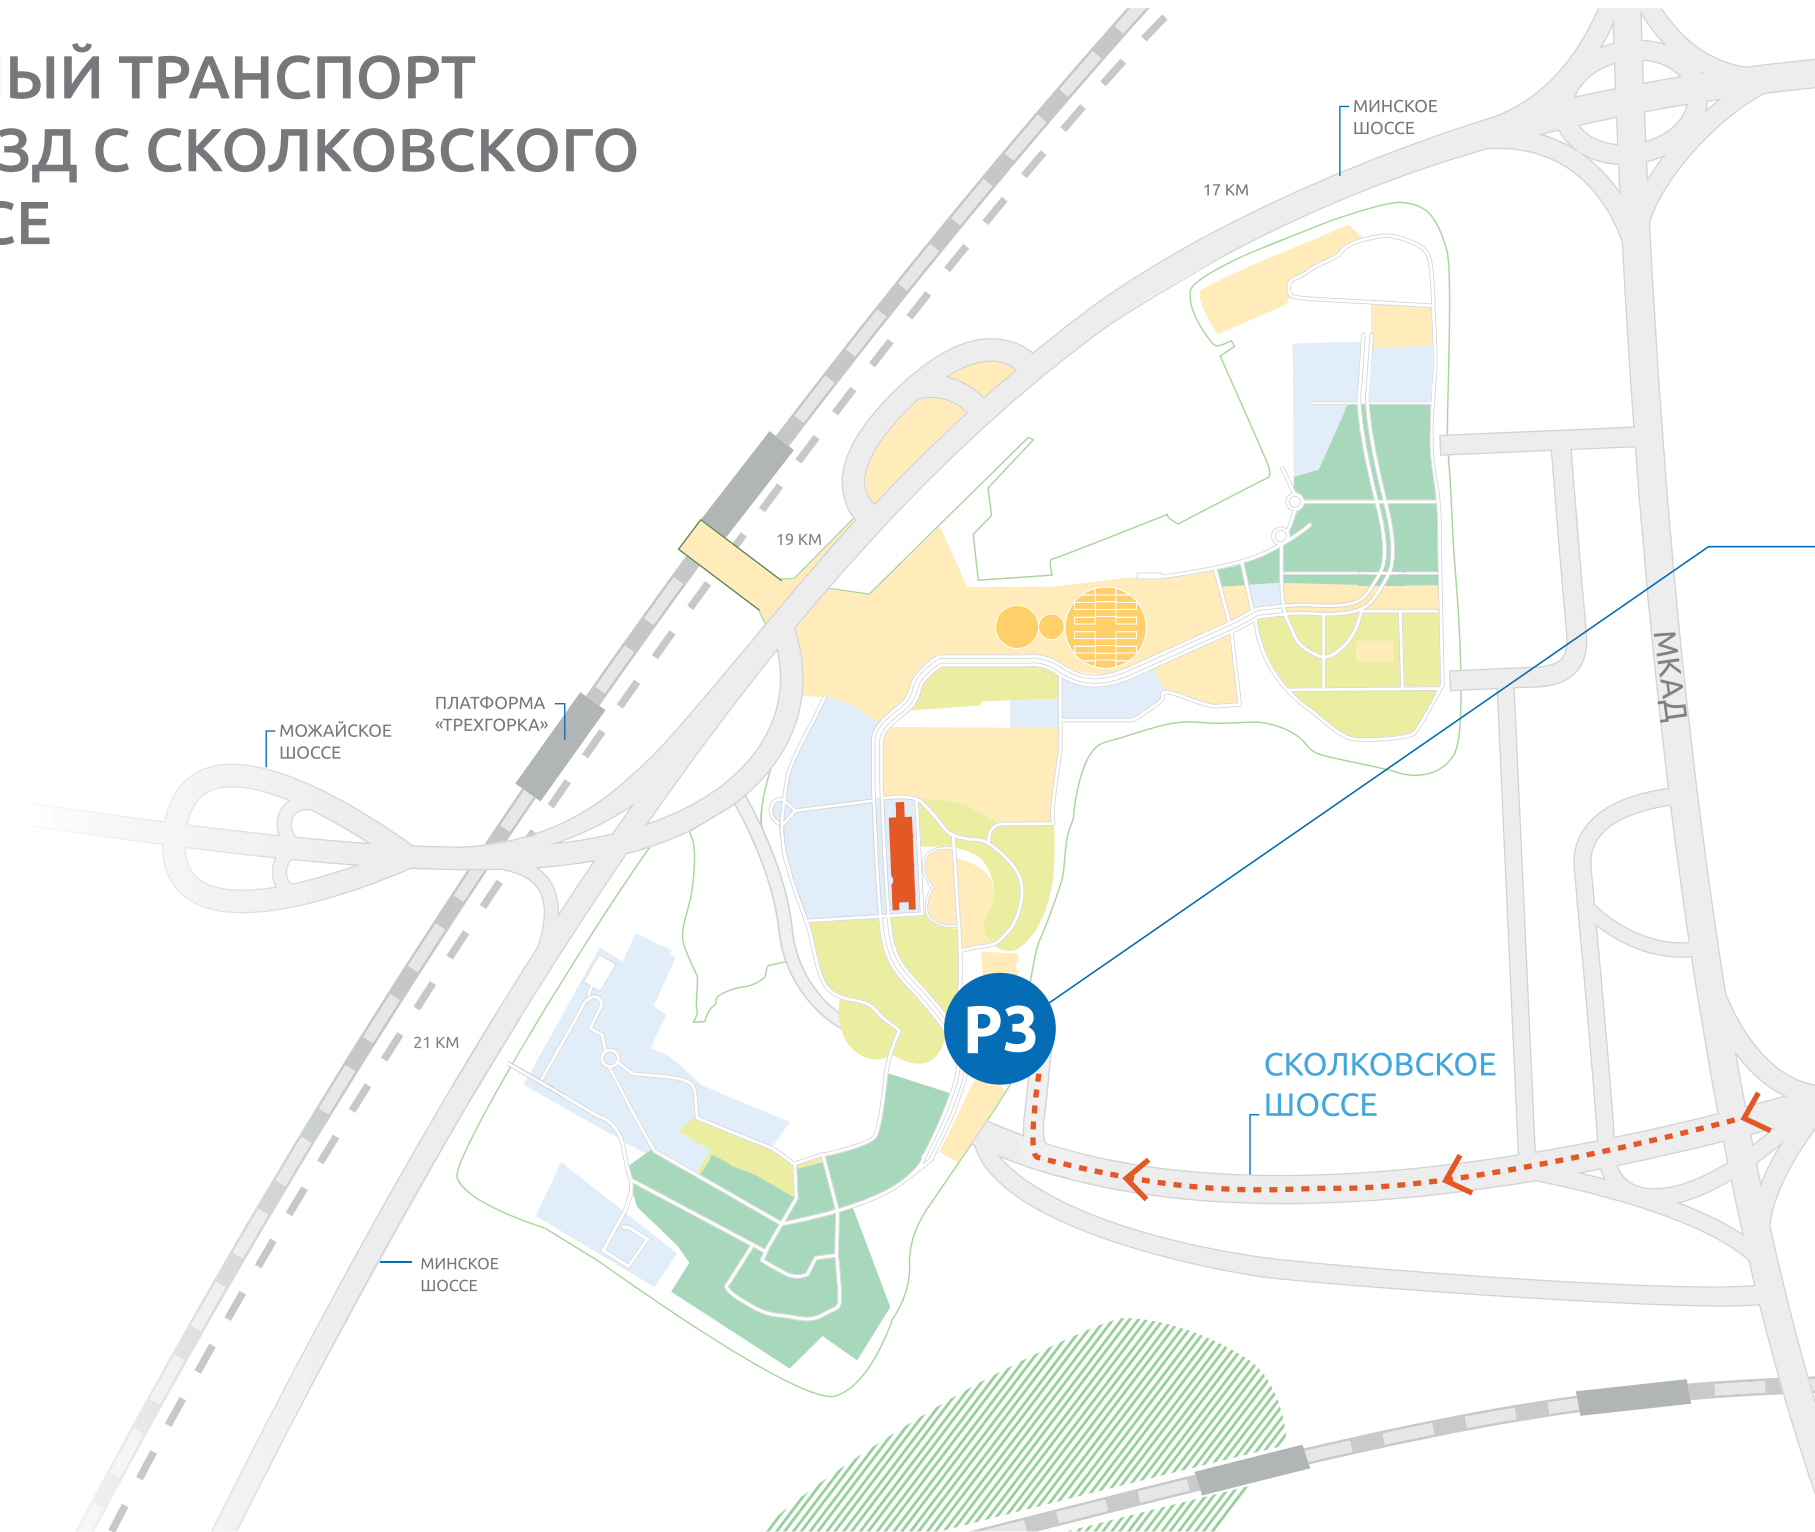 ЫЙ ТРАНСПОРТ
ЗД С СКОЛКОВСКОГО
СЕ
МИНСКОЕ
ШОССЕ
17 КМ
19 КМ
ПЛАТФОРМА
«ТРЕХГОРКА»
МОЖАЙСКОЕ
ШОССЕ
МКАД
P3
21 КМ
СКОЛКОВСКОЕ
ШОССЕ
МИНСКОЕ
ШОССЕ